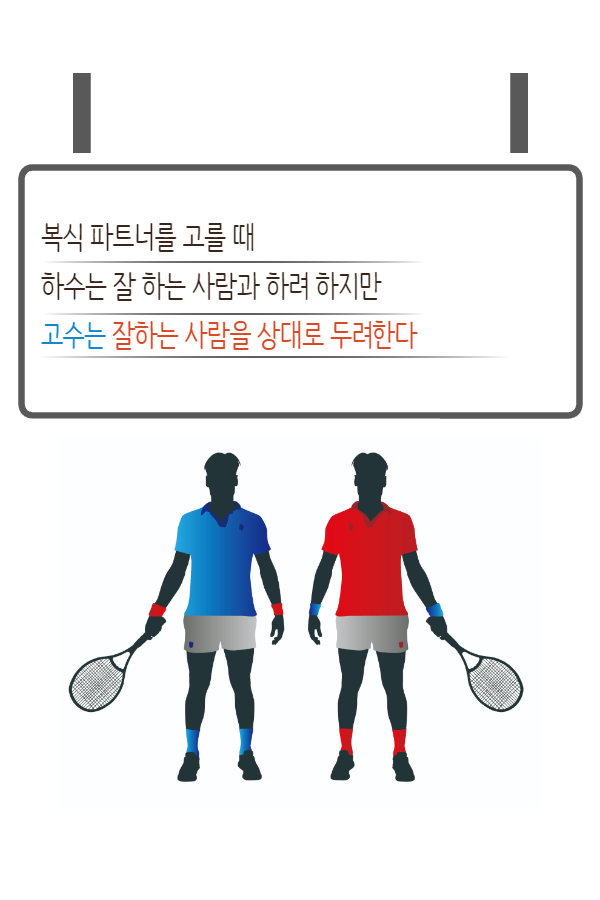 복식 파트너를 고를 때
하수는 잘 하는 사람과 하려 하지만
고수는 잘하는 사람을 상대로 두려한다